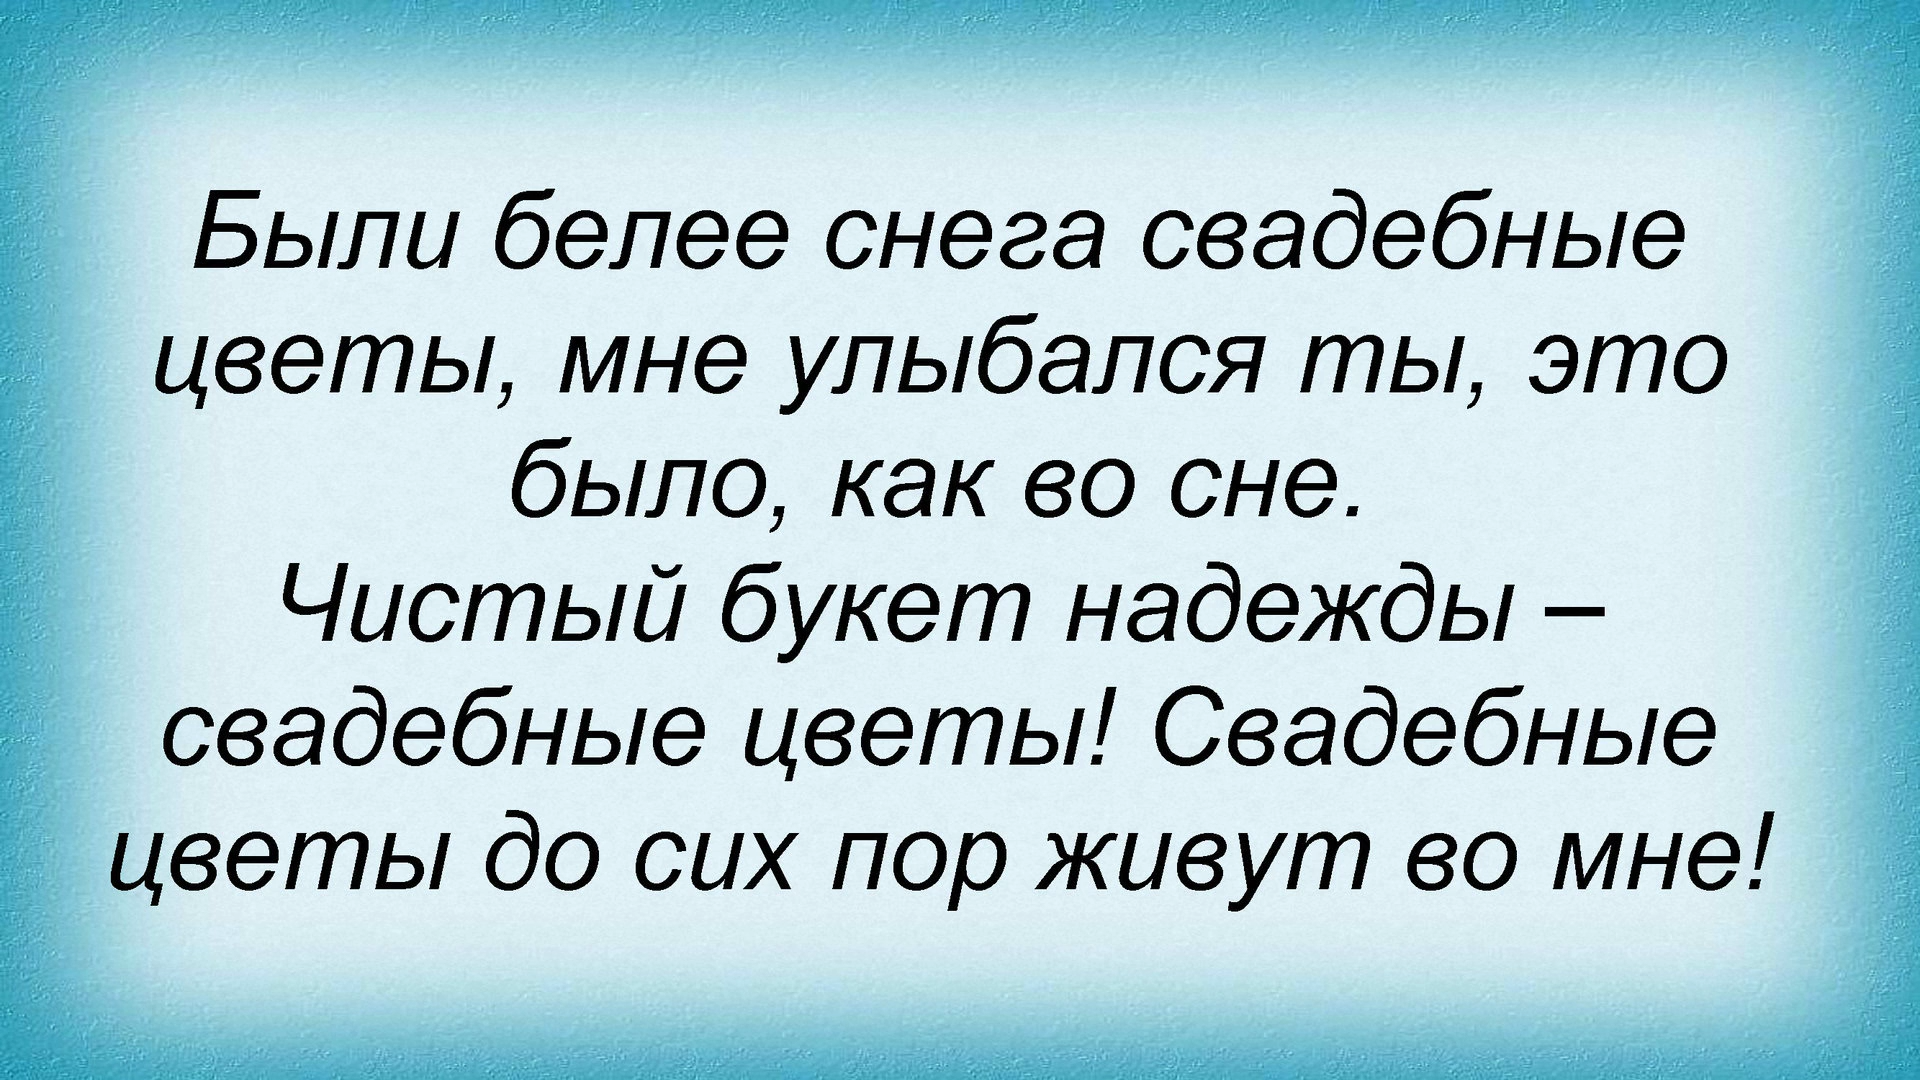 Были белее снега свадебные
цветы, мне улыбался ты, это
было, как во сне.
Чистый букет надежды –
свадебные цветы! Свадебные
цветы до сих пор живут во мне!